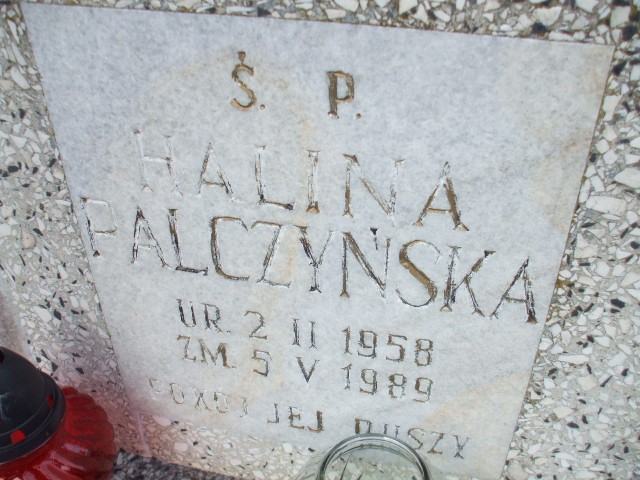 Ś. P.
HALINA
PALCZYŃSKA
UR. 2 II 1958
ZM. 5 V 1989
POKÓJ JEJ DUSZY